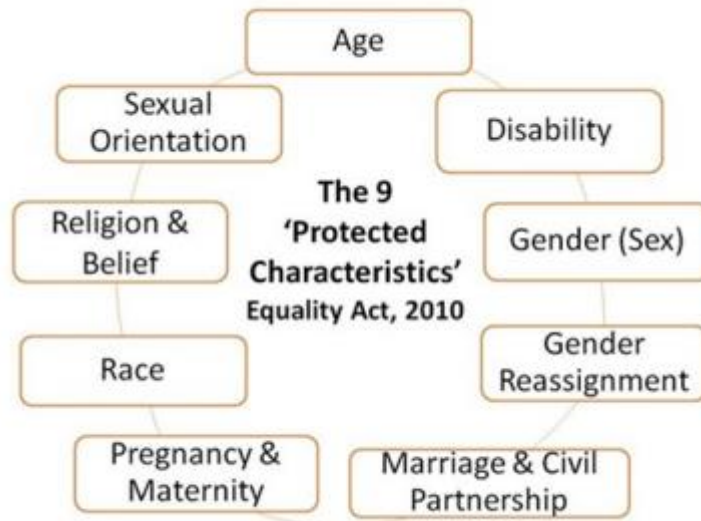 Age
Disability
Gender (Sex)
Gender
Reassignment
Marriage & Civil
Partnership
Pregnancy &
Maternity
Race
Religion &
Belief
Sexual
Orientation
The 9
‘Protected
Characteristics’
Equality Act, 2010